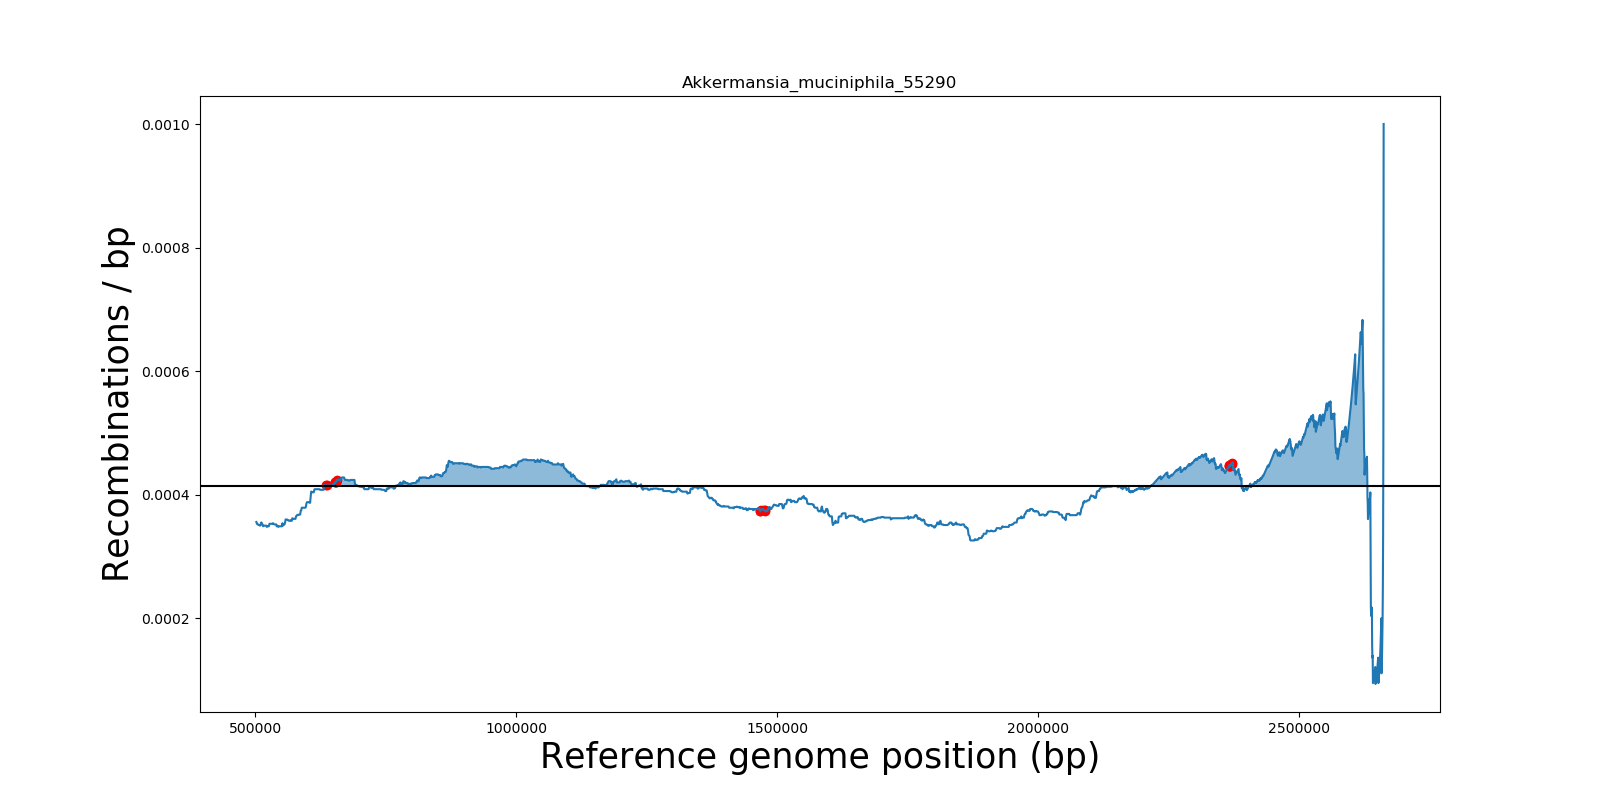 Akkermansia_muciniphila_55290
0.0010
0.0008
0.0006
0.0004
0.0002
Recombinations / bp
500000 1000000 1500000 2000000 2500000
Reference genome position (bp)